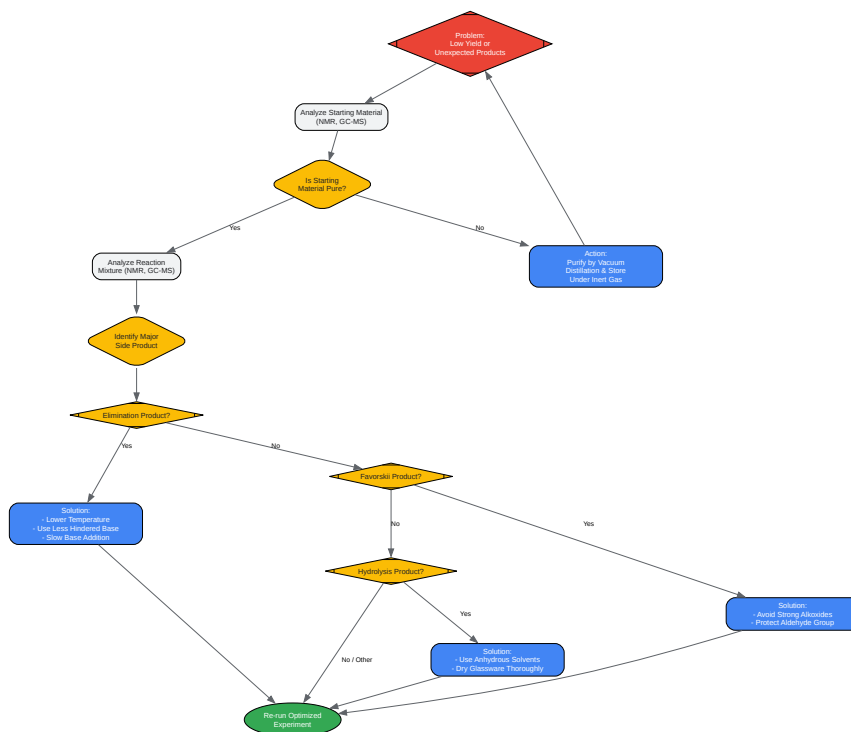 Problem:
Low Yield or
Unexpected Products
Analyze Starting Material
(NMR, GC-MS)
Is Starting
Material Pure?
Yes
No
Analyze Reaction
Mixture (NMR, GC-MS)
Action:
Purify by Vacuum
Distillation & Store
Under Inert Gas
Identify Major
Side Product
Elimination Product?
Yes
No
Favorskii Product?
Solution:
- Lower Temperature
- Use Less Hindered Base
- Slow Base Addition
No
Yes
Hydrolysis Product?
Solution:
- Avoid Strong Alkoxides
- Protect Aldehyde Group
Yes
No / Other
Solution:
- Use Anhydrous Solvents
- Dry Glassware Thoroughly
Re-run Optimized
Experiment